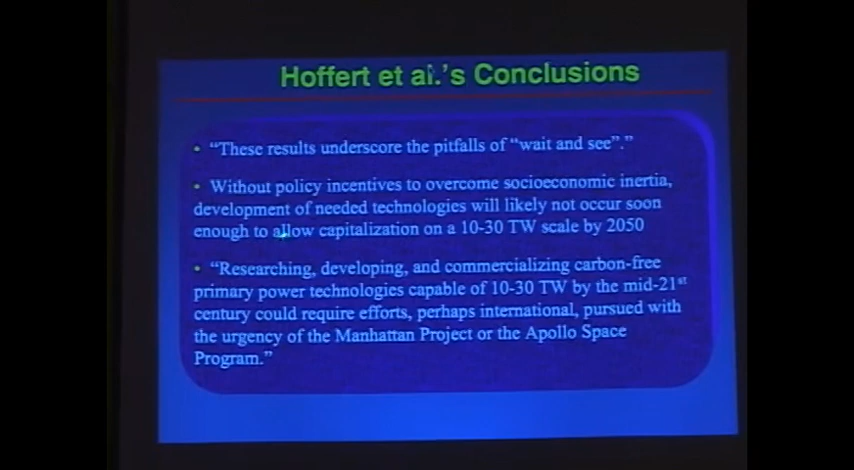 Hoffert et al.'s Conclusions
• "These results underscore the pitfalls of "wait and see"."
• Without policy incentives to overcome socioeconomic inertia,
development of needed technologies will likely not occur soon
enough to allow capitalization on a 10-30 TW scale by 2050
• "Researching, developing, and commercializing carbon-free
primary power technologies capable of 10-30 TW by the mid-21st
century could require efforts, perhaps international, pursued with
the urgency of the Manhattan Project or the Apollo Space
Program."